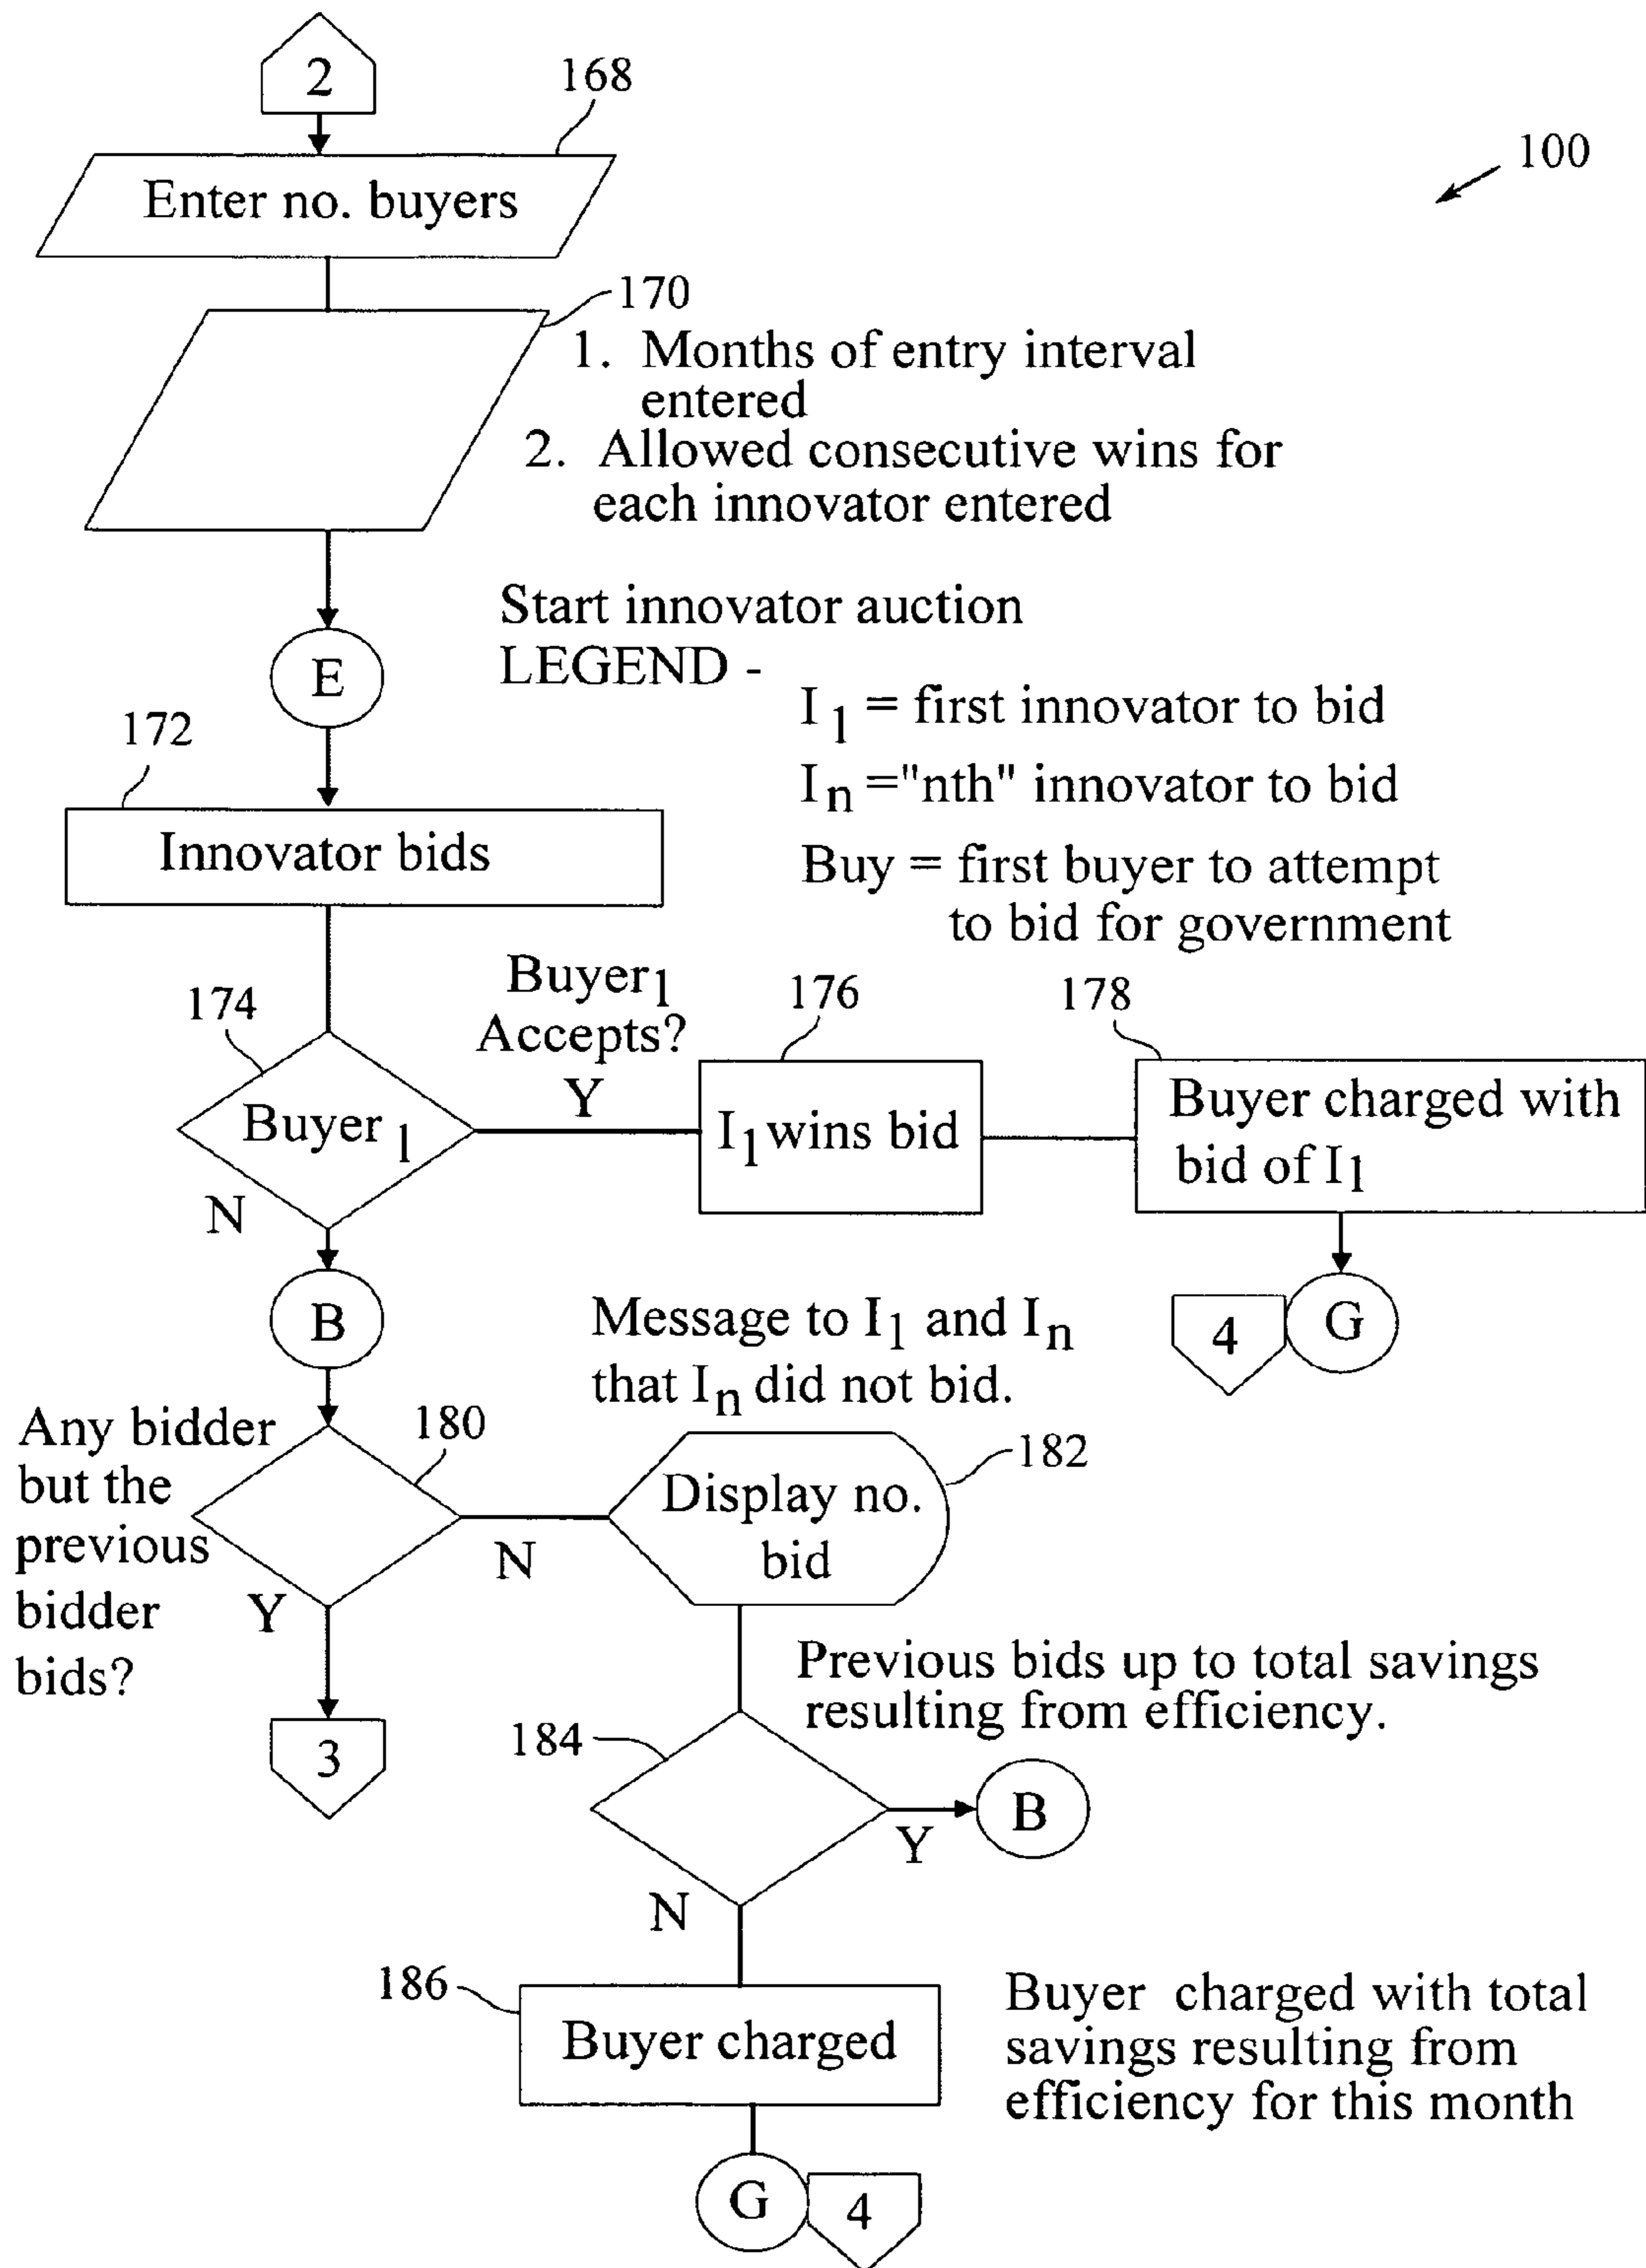 2
168
100
Enter no. buyers
170
1. Months of entry interval
entered
2. Allowed consecutive wins for
each innovator entered
Start innovator auction
LEGEND -
E
I1 = first innovator to bid
172
In ="nth" innovator to bid
Innovator bids
Buy = first buyer to attempt
to bid for government
174
Buyer1
Accepts?
176
178
Y
Buyer 1
I1 wins bid
Buyer charged with
bid of I1
N
B
4
G
Message to I1 and In
that In did not bid.
Any bidder
but the
previous
bidder
bids?
180
182
Display no.
bid
N
Y
3
Previous bids up to total savings
resulting from efficiency.
184
B
Y
N
186
Buyer charged
Buyer charged with total
savings resulting from
efficiency for this month
G
4